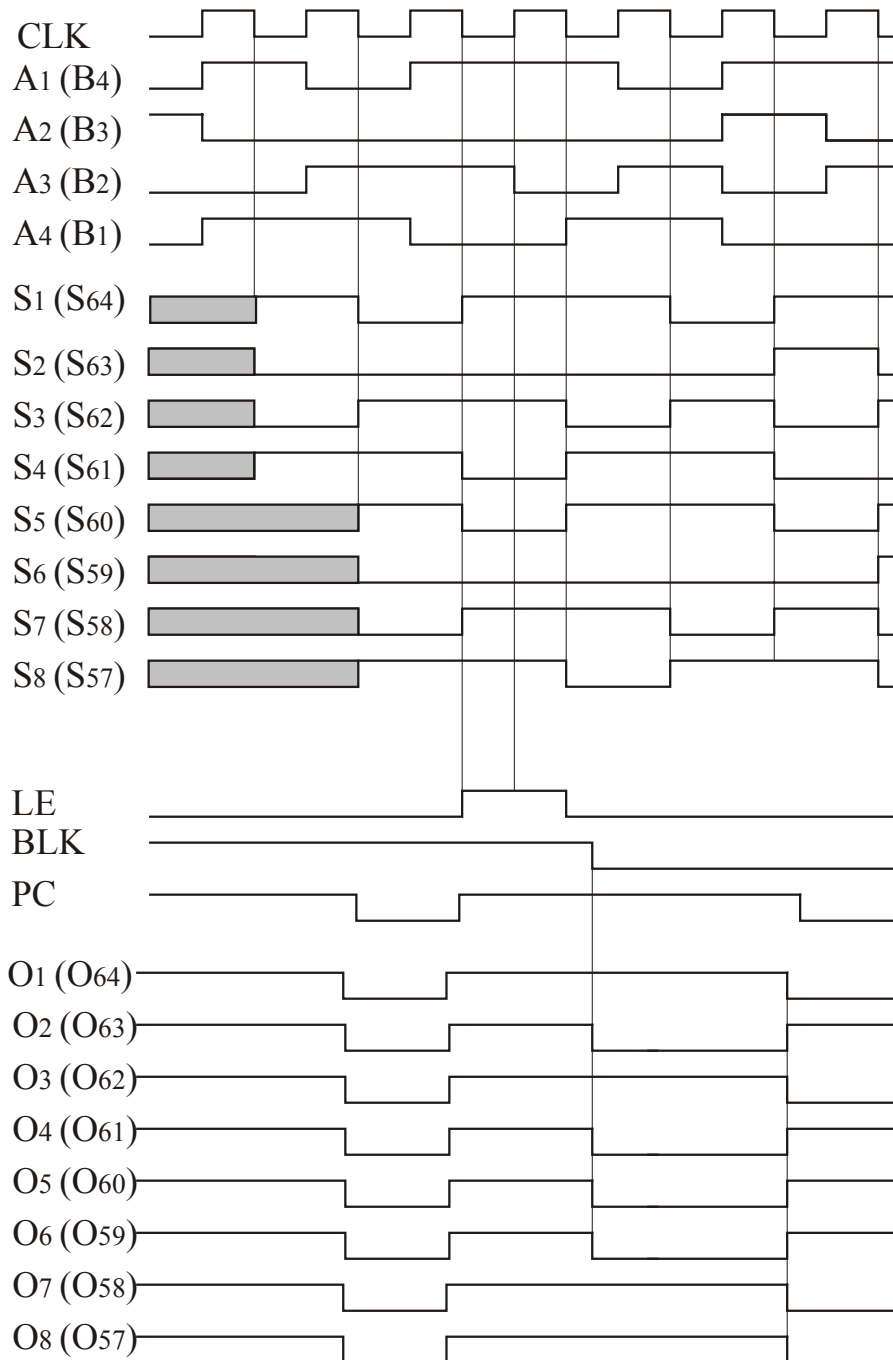 CLK
A1 (B4)
A2 (B3)
A3 (B2)
A4 (B1)
S1 (S64)
S2 (S63)
S3 (S62)
S4 (S61)
S5 (S60)
S6 (S59)
S7 (S58)
S8 (S57)
LE
BLK
PC
O1 (O64)
O2 (O63)
O3 (O62)
O4 (O61)
O5 (O60)
O6 (O59)
O7 (O58)
O8 (O57)